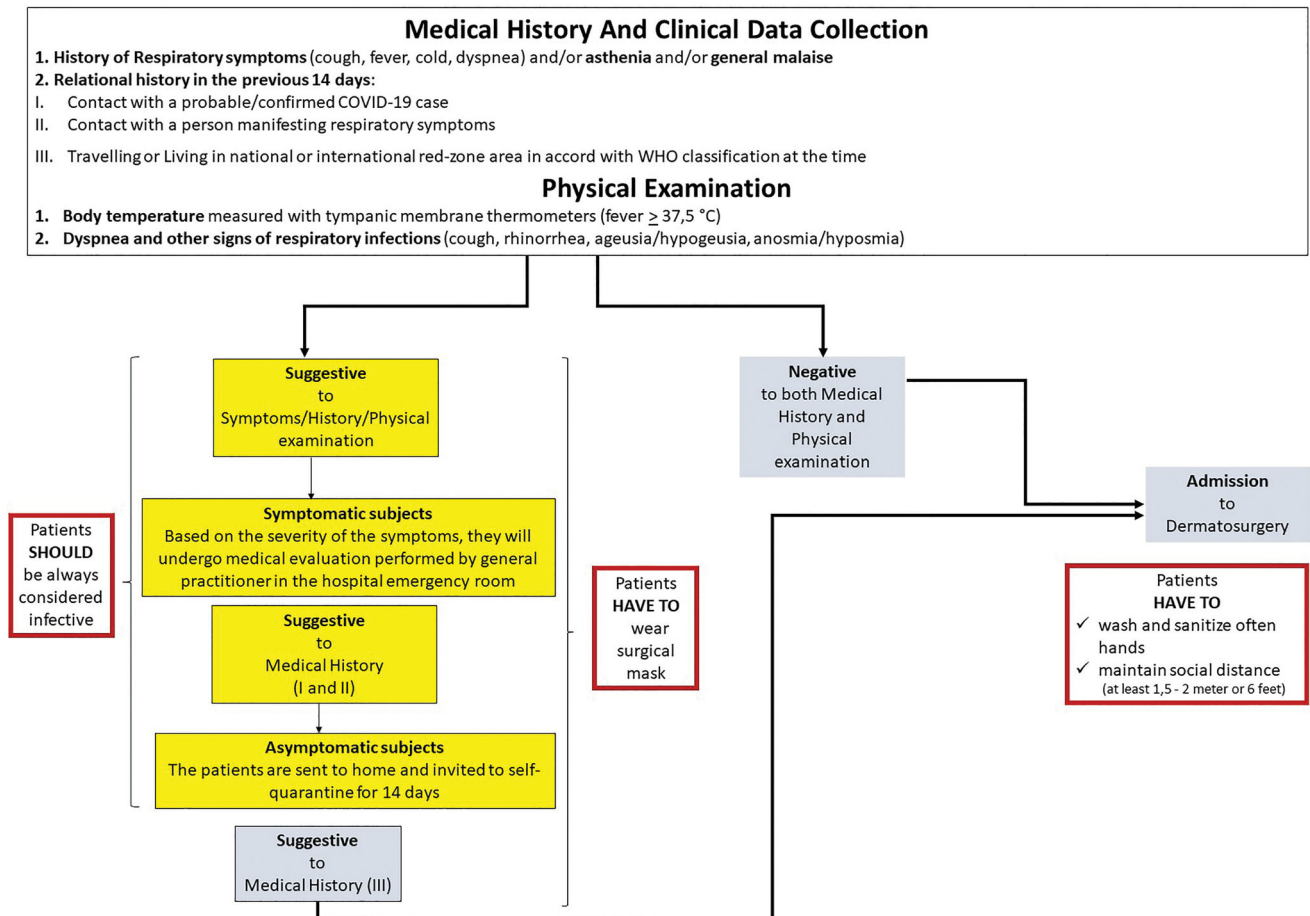 Medical History And Clinical Data Collection
1. History of Respiratory symptoms (cough, fever, cold, dyspnea) and/or asthenia and/or general malaise
2. Relational history in the previous 14 days:
I. Contact with a probable/confirmed COVID-19 case
II. Contact with a person manifesting respiratory symptoms
III. Travelling or Living in national or international red-zone area in accord with WHO classification at the time
Physical Examination
1. Body temperature measured with tympanic membrane thermometers (fever ≥ 37,5 °C)
2. Dyspnea and other signs of respiratory infections (cough, rhinorrhea, ageusia/hypogeusia, anosmia/hyposmia)
Suggestive
to
Symptoms/History/Physical
examination
Symptomatic subjects
Based on the severity of the symptoms, they will
undergo medical evaluation performed by general
practitioner in the hospital emergency room
Suggestive
to
Medical History
(I and II)
Asymptomatic subjects
The patients are sent to home and invited to self-
quarantine for 14 days
Suggestive
to
Medical History (III)
Patients
SHOULD
be always
considered
infective
Patients
HAVE TO
wear
surgical
mask
Negative
to both Medical
History and
Physical
examination
Admission
to
Dermatosurgery
Patients
HAVE TO
✓ wash and sanitize often
hands
✓ maintain social distance
(at least 1,5 - 2 meter or 6 feet)